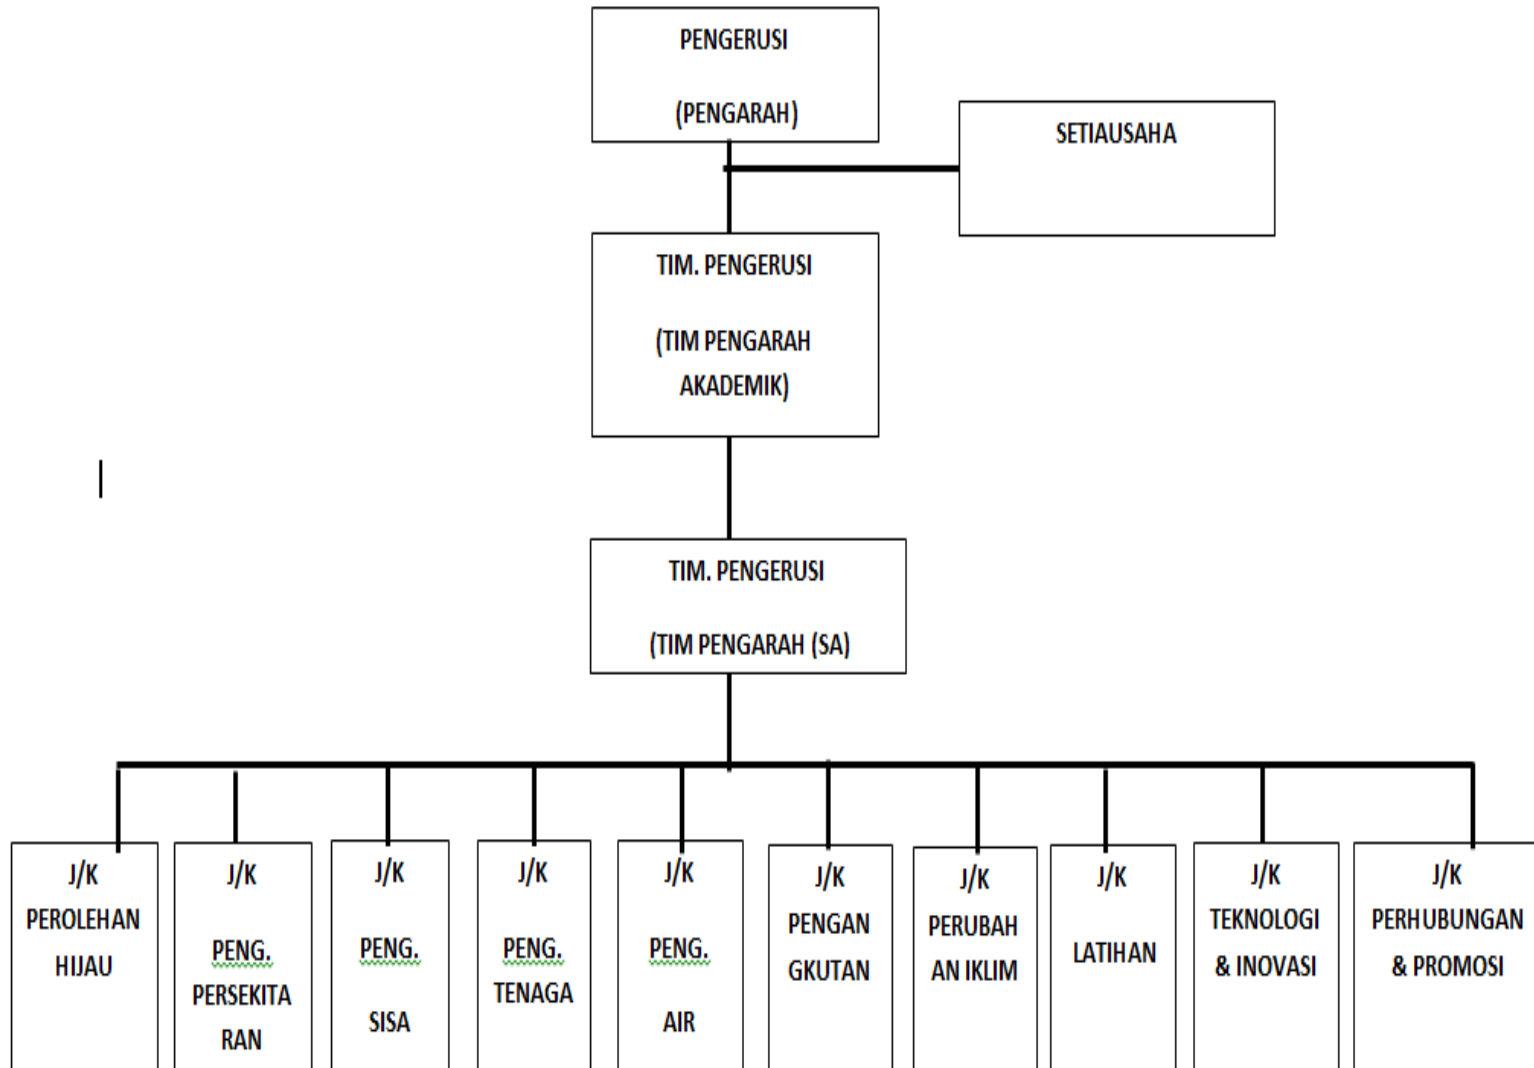 PENGERUSI
(PENGARAH)
SETIAUSAHA
TIM. PENGERUSI
(TIM PENGARAH
AKADEMIK)
TIM. PENGERUSI
(TIM PENGARAH (SA)
J/K
PEROLEHAN
HIJAU
J/K
PENG.
PERSEKITA
RAN
J/K
PENG.
SISA
J/K
PENG.
TENAGA
J/K
PENG.
AIR
J/K
PENGAN
GKUTAN
J/K
PERUBAH
AN IKLIM
J/K
LATIHAN
J/K
TEKNOLOGI
& INOVASI
J/K
PERHUBUNGAN
& PROMOSI